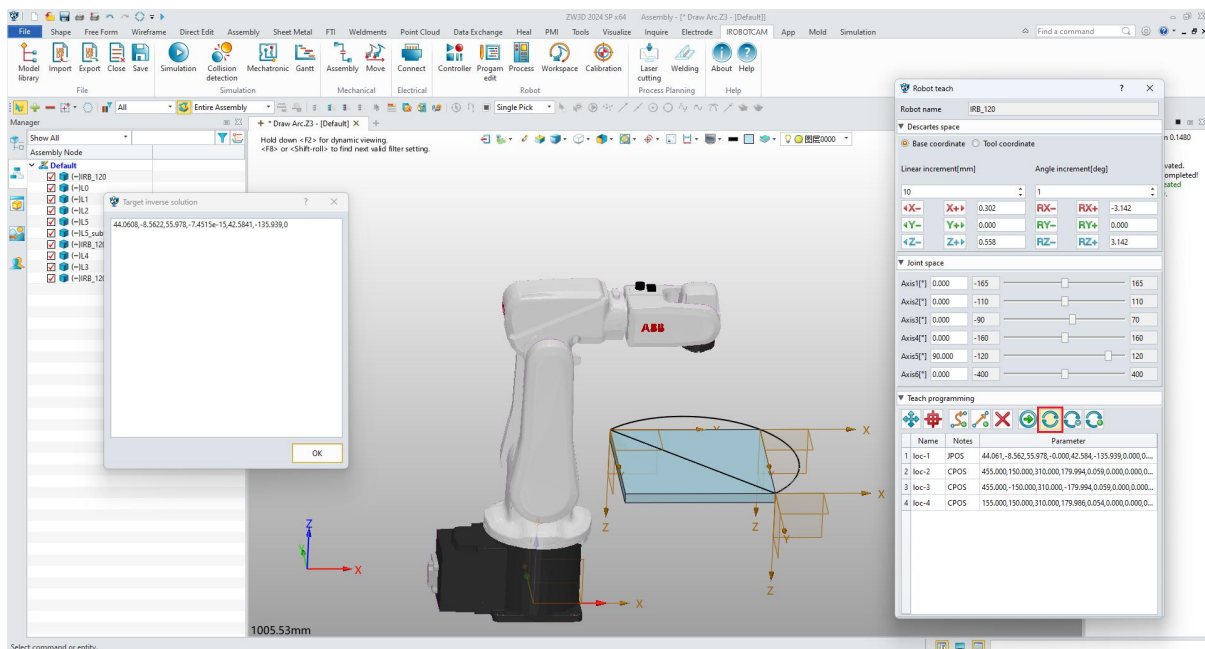 ZW3D 2024 SP x64 Assembly - [* Draw Arc.Z3 - [Default]]
File Shape Free Form Wireframe Direct Edit Assembly Sheet Metal FTI Weldments Point Cloud Data Exchange Heal PMI Tools Visualize Inquire Electrode IROBOTCAM App Mold Simulation Find a command
Model library Import Export Close Save Simulation Collision detection Mechatronic Gantt Assembly Move Connect Controller Progam edit Process Workspace Calibration Laser cutting Welding About Help
File Simulation Mechanical Electrical Robot Process Planning Help
All Entire Assembly Single Pick
Manager
Show All
Assembly Node
Default
(-)IRB_120
(-)L0
(-)L1
(-)L2
(-)L5
(-)L5_sub
(-)IRB_120
(-)L4
(-)L3
(-)IRB_120
* Draw Arc.Z3 - [Default]
Hold down <F2> for dynamic viewing.
<F8> or <Shift-roll> to find next valid filter setting.
图层0000
Target inverse solution ? ×
44.0608,-8.5622,55.978,-7.4515e-15,42.5841,-135.939,0
OK
ABB
X
Y
X
Y
X
Z
Z
Y
Z
Z
Y
X
X
1005.53mm
Select command or entity.
Robot teach ? ×
Robot name IRB_120
Descartes space
Base coordinate Tool coordinate
Linear increment[mm] Angle increment[deg]
10 1
X- X+ 0.302 RX- RX+ -3.142
Y- Y+ 0.000 RY- RY+ 0.000
Z- Z+ 0.558 RZ- RZ+ 3.142
Joint space
Axis1[°] 0.000 -165 165
Axis2[°] 0.000 -110 110
Axis3[°] 0.000 -90 70
Axis4[°] 0.000 -160 160
Axis5[°] 90.000 -120 120
Axis6[°] 0.000 -400 400
Teach programming
Name Notes Parameter
1 loc-1 JPOS 44.061,-8.562,55.978,-0.000,42.584,-135.939,0.000,0....
2 loc-2 CPOS 455.000,150.000,310.000,179.994,0.059,0.000,0.000,0...
3 loc-3 CPOS 455.000,-150.000,310.000,-179.994,0.059,0.000,0.000...
4 loc-4 CPOS 155.000,150.000,310.000,179.986,0.054,0.000,0.000,0...
n 0.1480
vated.
ompleted!
eated